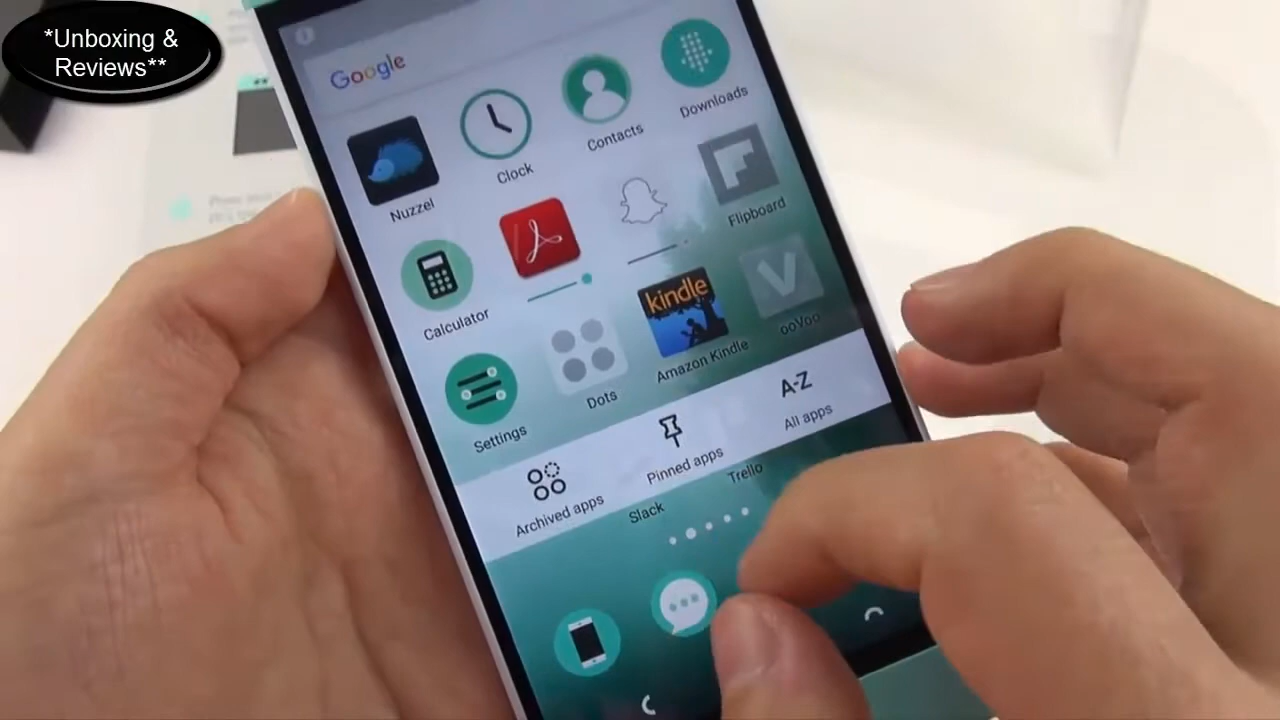 *Unboxing &
Reviews**
Google
Nuzzel
Clock
Contacts
Downloads
Calculator
Flipboard
Settings
Dots
kindle
Amazon Kindle
ooVoo
Archived apps
Pinned apps
A-Z
All apps
Slack
Trello